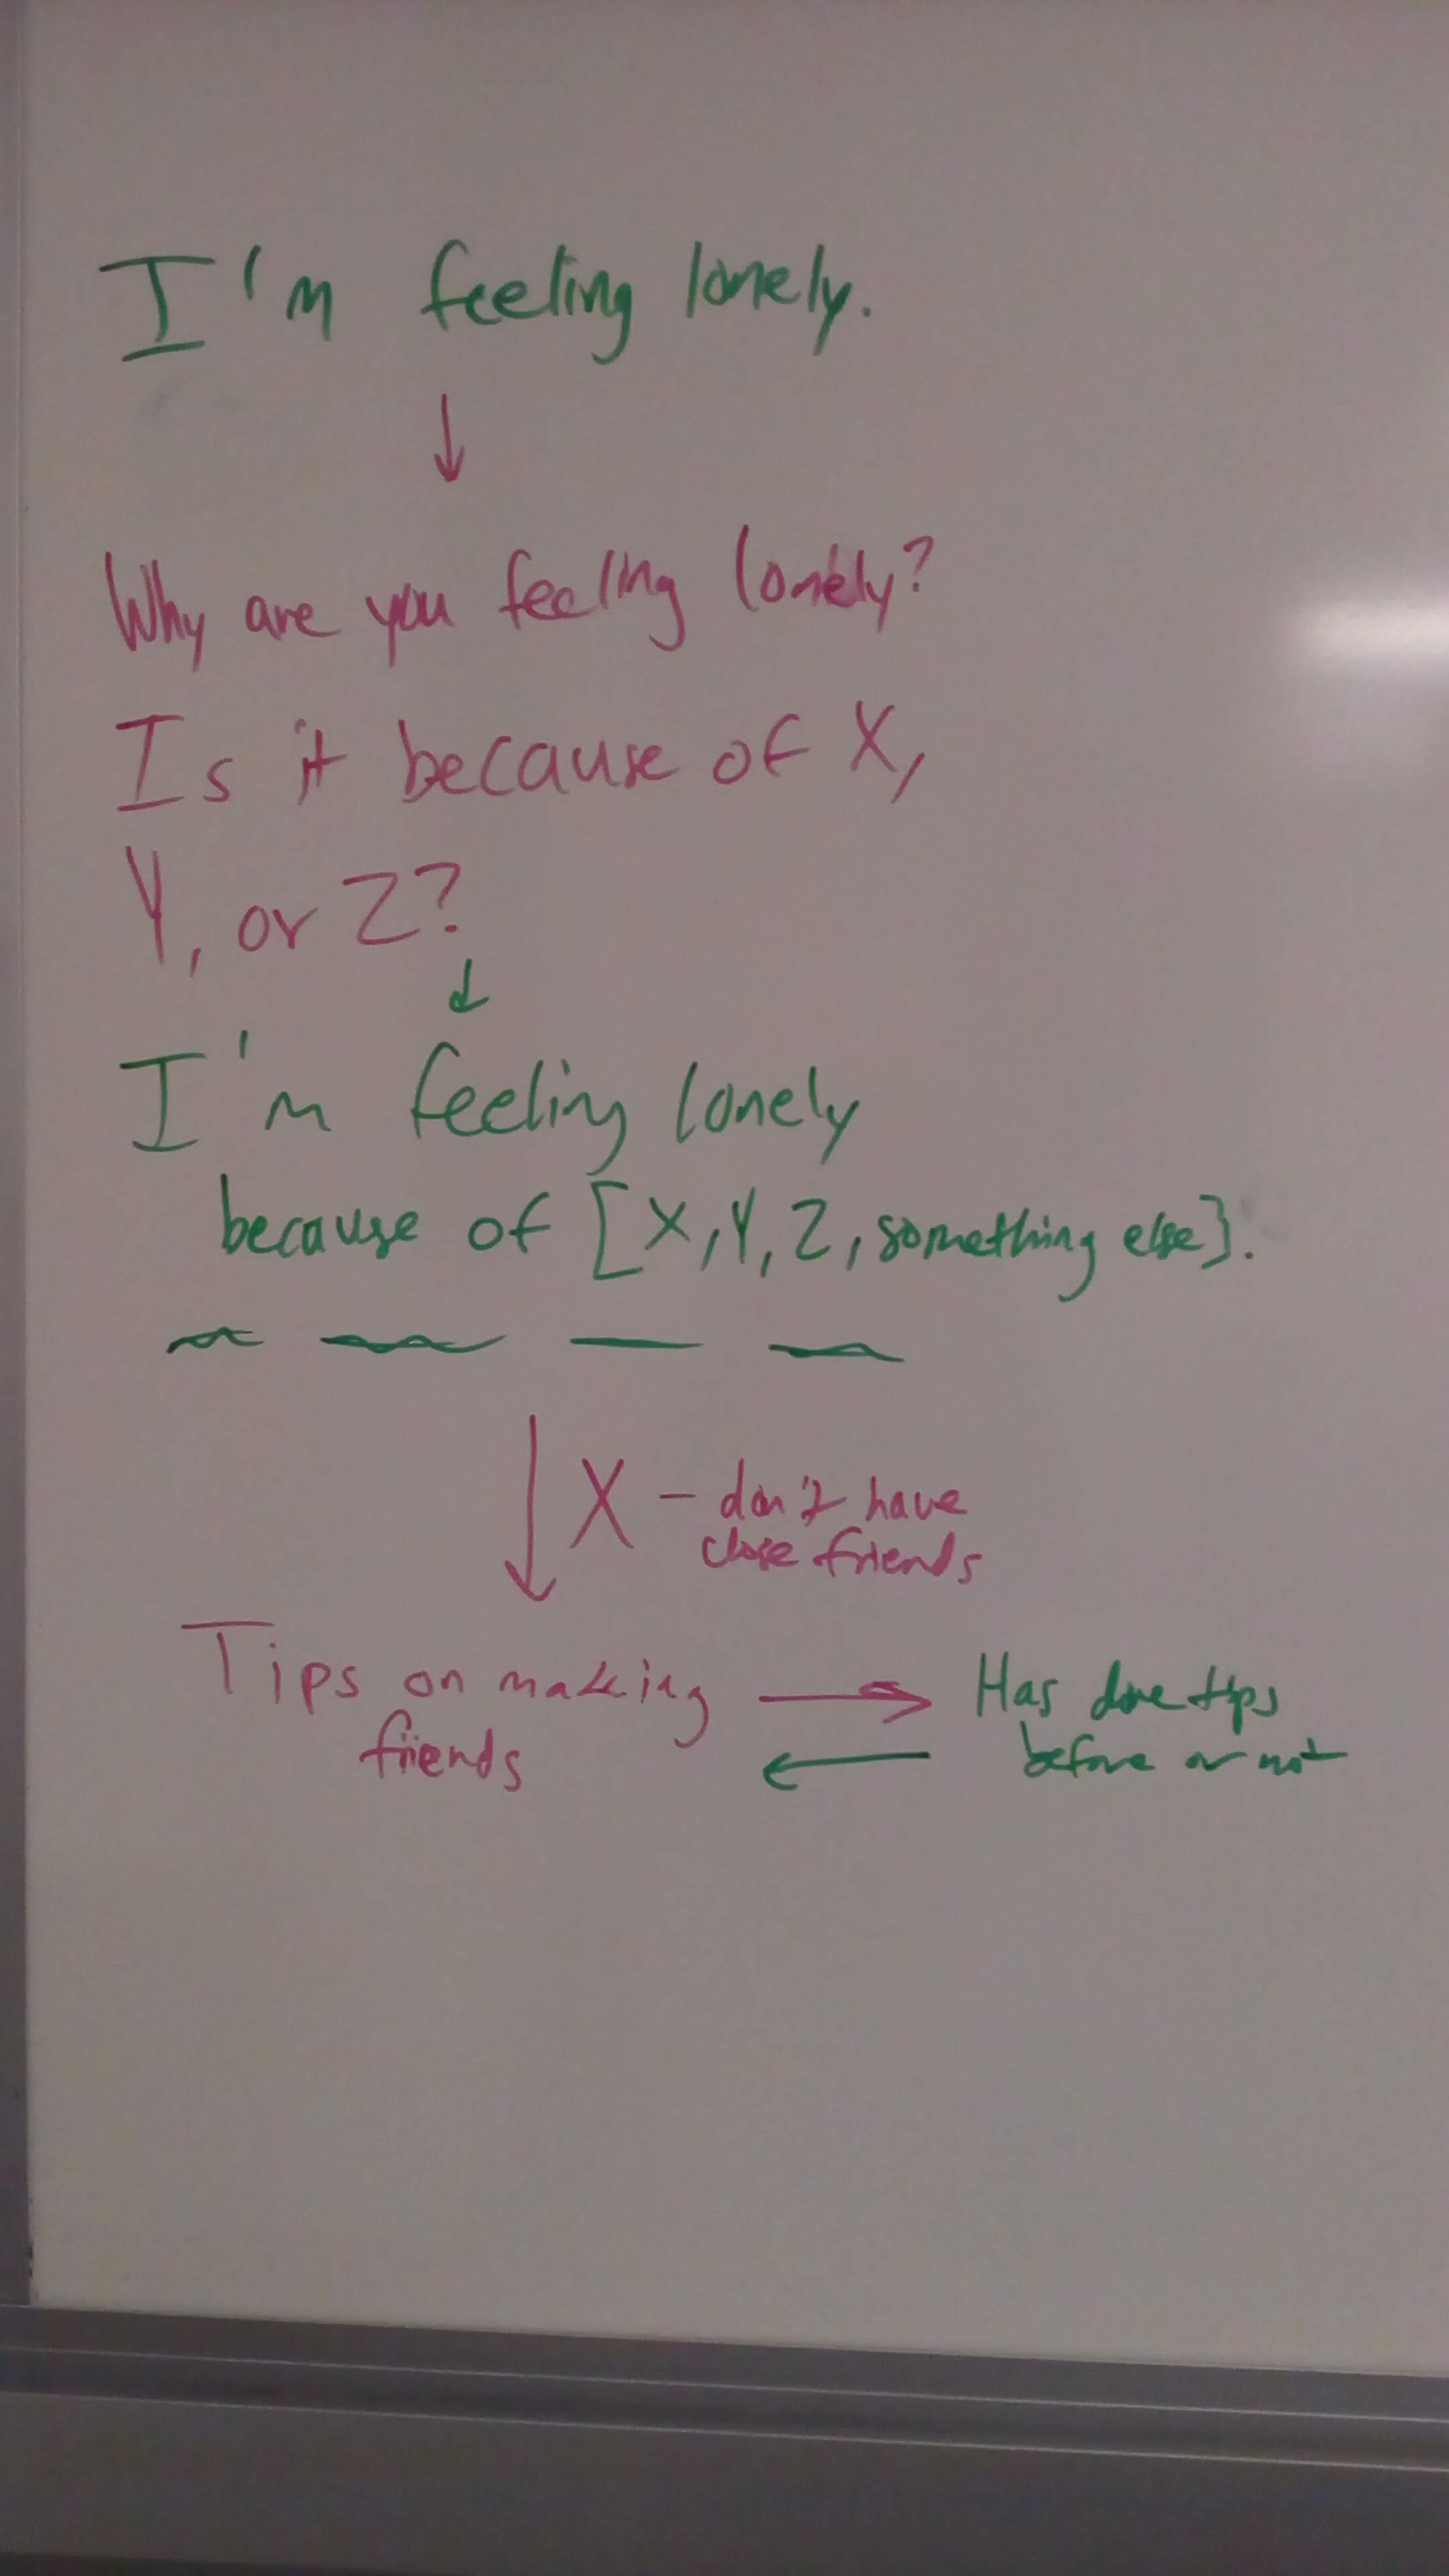 I'm feeling lonely.
Why are you feeling lonely?
Is it because of X,
Y, or Z?
I'm feeling lonely
because of [X, Y, Z, something else].
X - don't have
close friends
Tips on making
friends
Has done tips
before or not